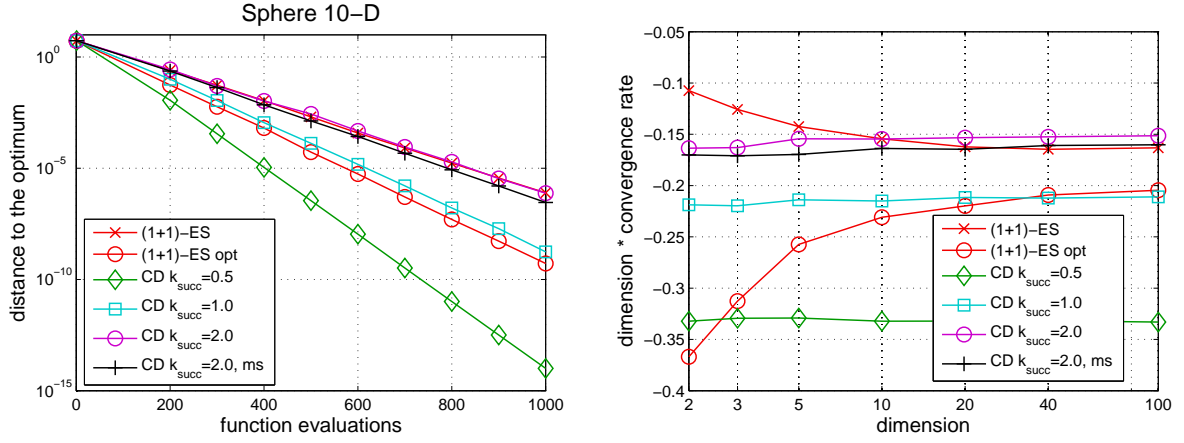 Sphere 10−D
distance to the optimum
10^0
10^−5
10^−10
10^−15
0 200 400 600 800 1000
function evaluations
(1+1)−ES
(1+1)−ES opt
CD k_succ=0.5
CD k_succ=1.0
CD k_succ=2.0
CD k_succ=2.0, ms
dimension * convergence rate
−0.05
−0.1
−0.15
−0.2
−0.25
−0.3
−0.35
−0.4
2 3 5 10 20 40 100
dimension
(1+1)−ES
(1+1)−ES opt
CD k_succ=0.5
CD k_succ=1.0
CD k_succ=2.0
CD k_succ=2.0, ms